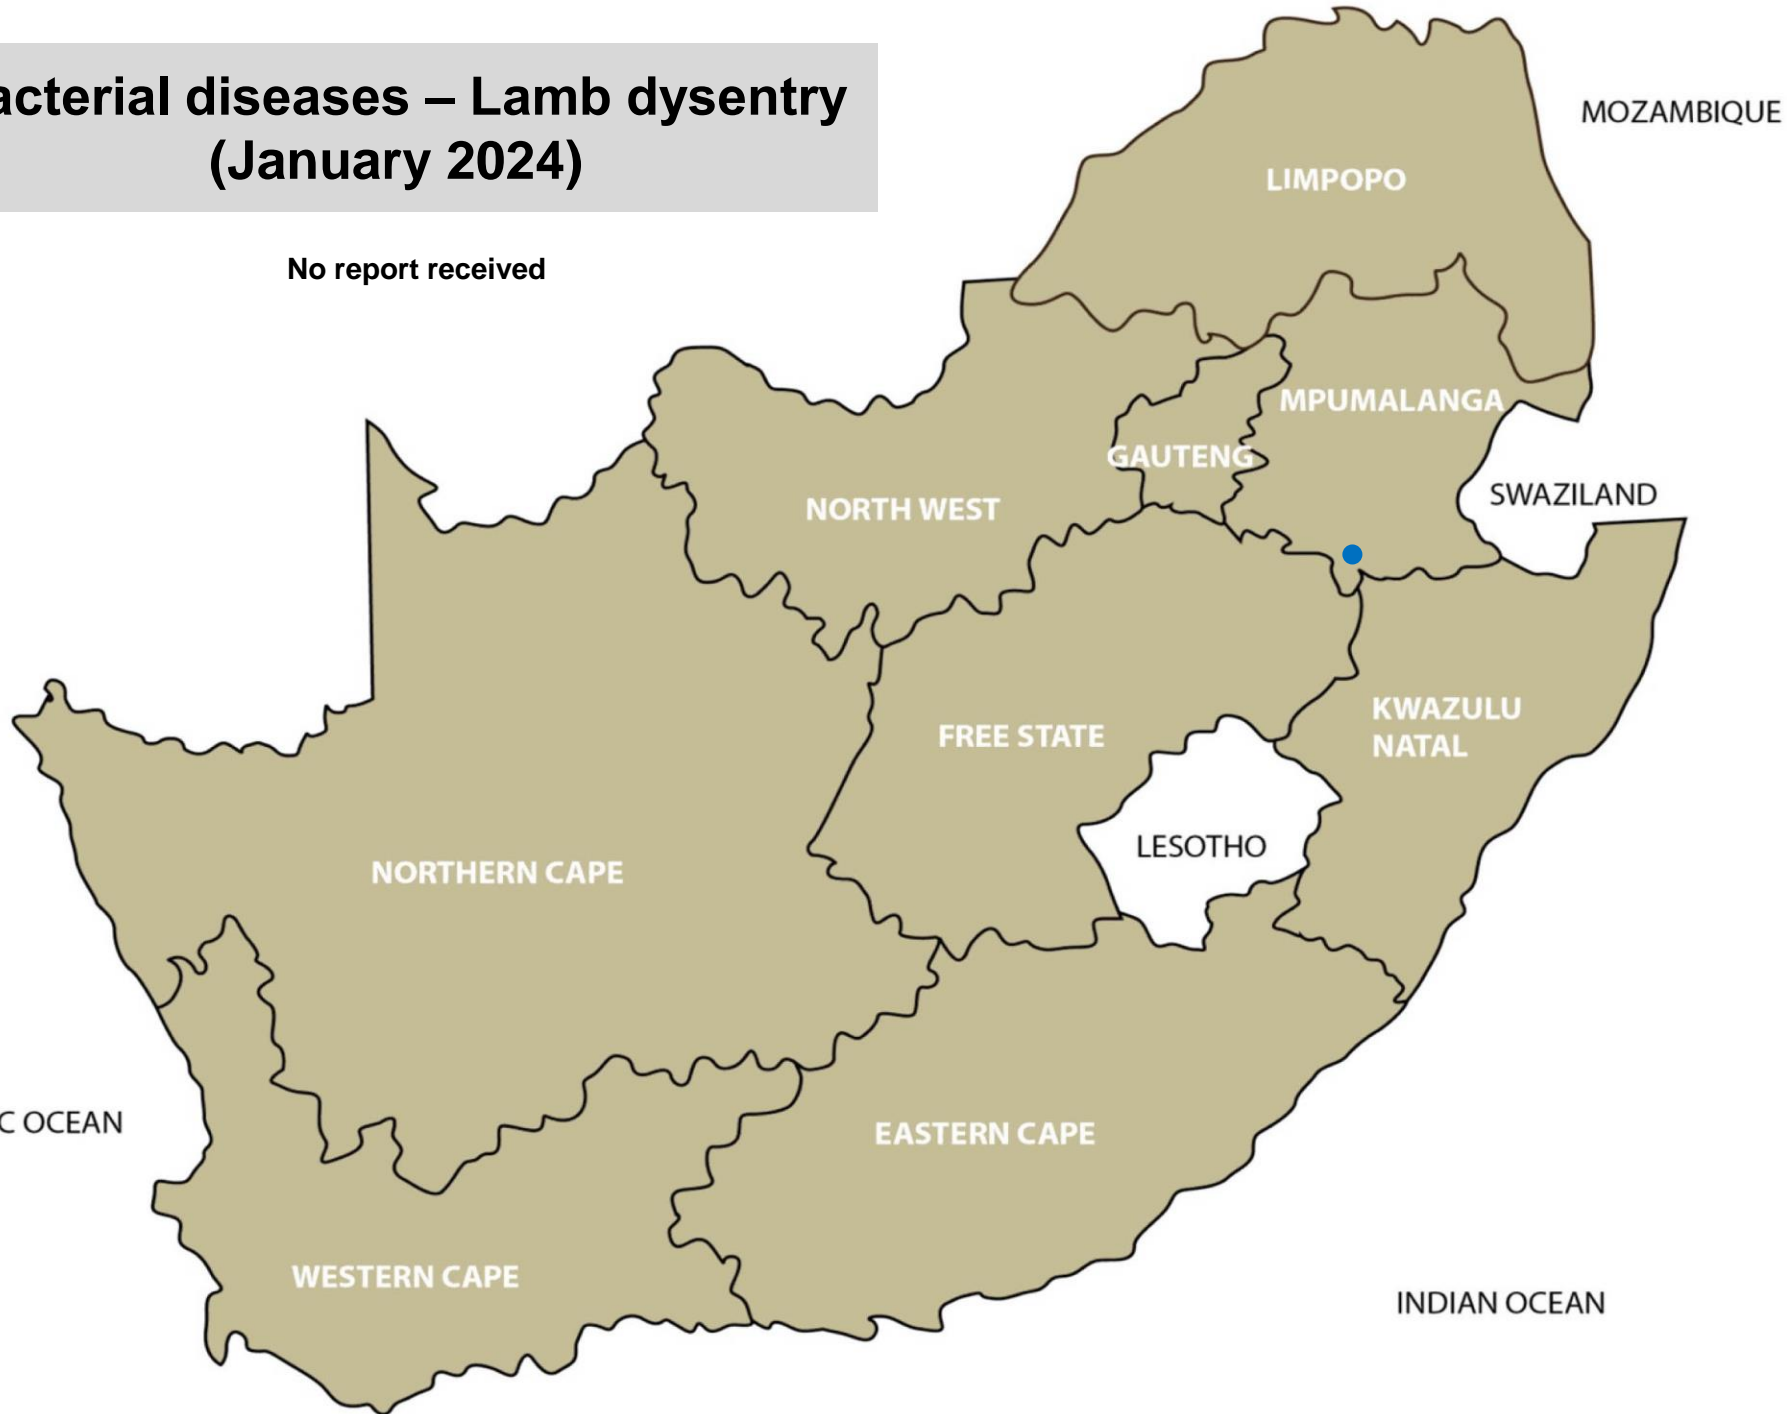 acterial diseases – Lamb dysentry
(January 2024)
No report received
MOZAMBIQUE
LIMPOPO
MPUMALANGA
GAUTENG
SWAZILAND
NORTH WEST
KWAZULU
NATAL
FREE STATE
LESOTHO
NORTHERN CAPE
C OCEAN
EASTERN CAPE
WESTERN CAPE
INDIAN OCEAN